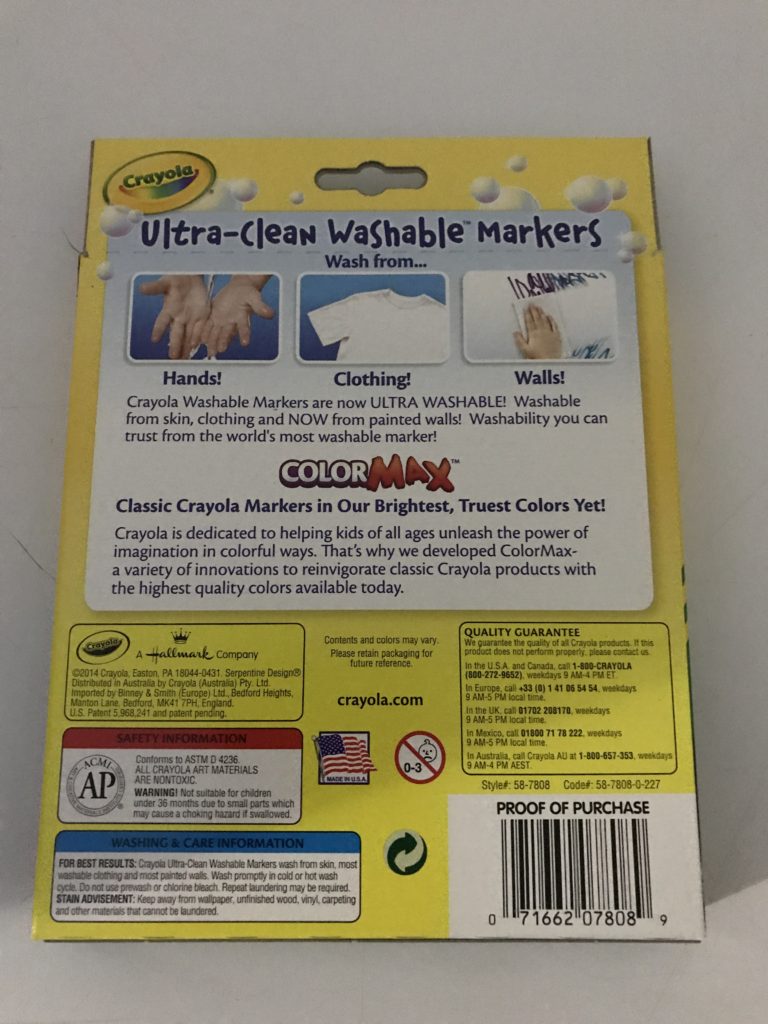 Crayola
Ultra-Clean Washable™ Markers
Wash from...
Hands!
Clothing!
Walls!
Crayola Washable Markers are now ULTRA WASHABLE! Washable
from skin, clothing and NOW from painted walls! Washability you can
trust from the world's most washable marker!
COLORMAX™
Classic Crayola Markers in Our Brightest, Truest Colors Yet!
Crayola is dedicated to helping kids of all ages unleash the power of
imagination in colorful ways. That's why we developed ColorMax-
a variety of innovations to reinvigorate classic Crayola products with
the highest quality colors available today.
Crayola
A Hallmark Company
©2014 Crayola, Easton, PA 18044-0431. Serpentine Design®
Distributed in Australia by Crayola (Australia) Pty. Ltd.
Imported by Binney & Smith (Europe) Ltd., Bedford Heights,
Manton Lane, Bedford, MK41 7PH, England.
U.S. Patent 5,968,241 and patent pending.
Contents and colors may vary.
Please retain packaging for
future reference.
crayola.com
QUALITY GUARANTEE
We guarantee the quality of all Crayola products. If this
product does not perform properly, please contact us.
In the U.S.A. and Canada, call 1-800-CRAYOLA
(800-272-9652), weekdays 9 AM-4 PM ET.
In Europe, call +33 (0) 1 41 06 54 54, weekdays
9 AM-5 PM local time.
In the UK, call 01702 208170, weekdays
9 AM-5 PM local time.
In Mexico, call 01800 71 78 222, weekdays
9 AM-5 PM local time.
In Australia, call Crayola AU at 1-800-657-353, weekdays
9 AM-4 PM AEST.
Style#: 58-7808 Code#: 58-7808-0-227
SAFETY INFORMATION
ACMI
AP
Conforms to ASTM D 4236.
ALL CRAYOLA ART MATERIALS
ARE NONTOXIC.
WARNING! Not suitable for children
under 36 months due to small parts which
may cause a choking hazard if swallowed.
MADE IN U.S.A.
0-3
WASHING & CARE INFORMATION
FOR BEST RESULTS: Crayola Ultra-Clean Washable Markers wash from skin, most
washable clothing and most painted walls. Wash promptly in cold or hot wash
cycle. Do not use prewash or chlorine bleach. Repeat laundering may be required.
STAIN ADVISEMENT: Keep away from wallpaper, unfinished wood, vinyl, carpeting
and other materials that cannot be laundered.
PROOF OF PURCHASE
0 71662 07808 9